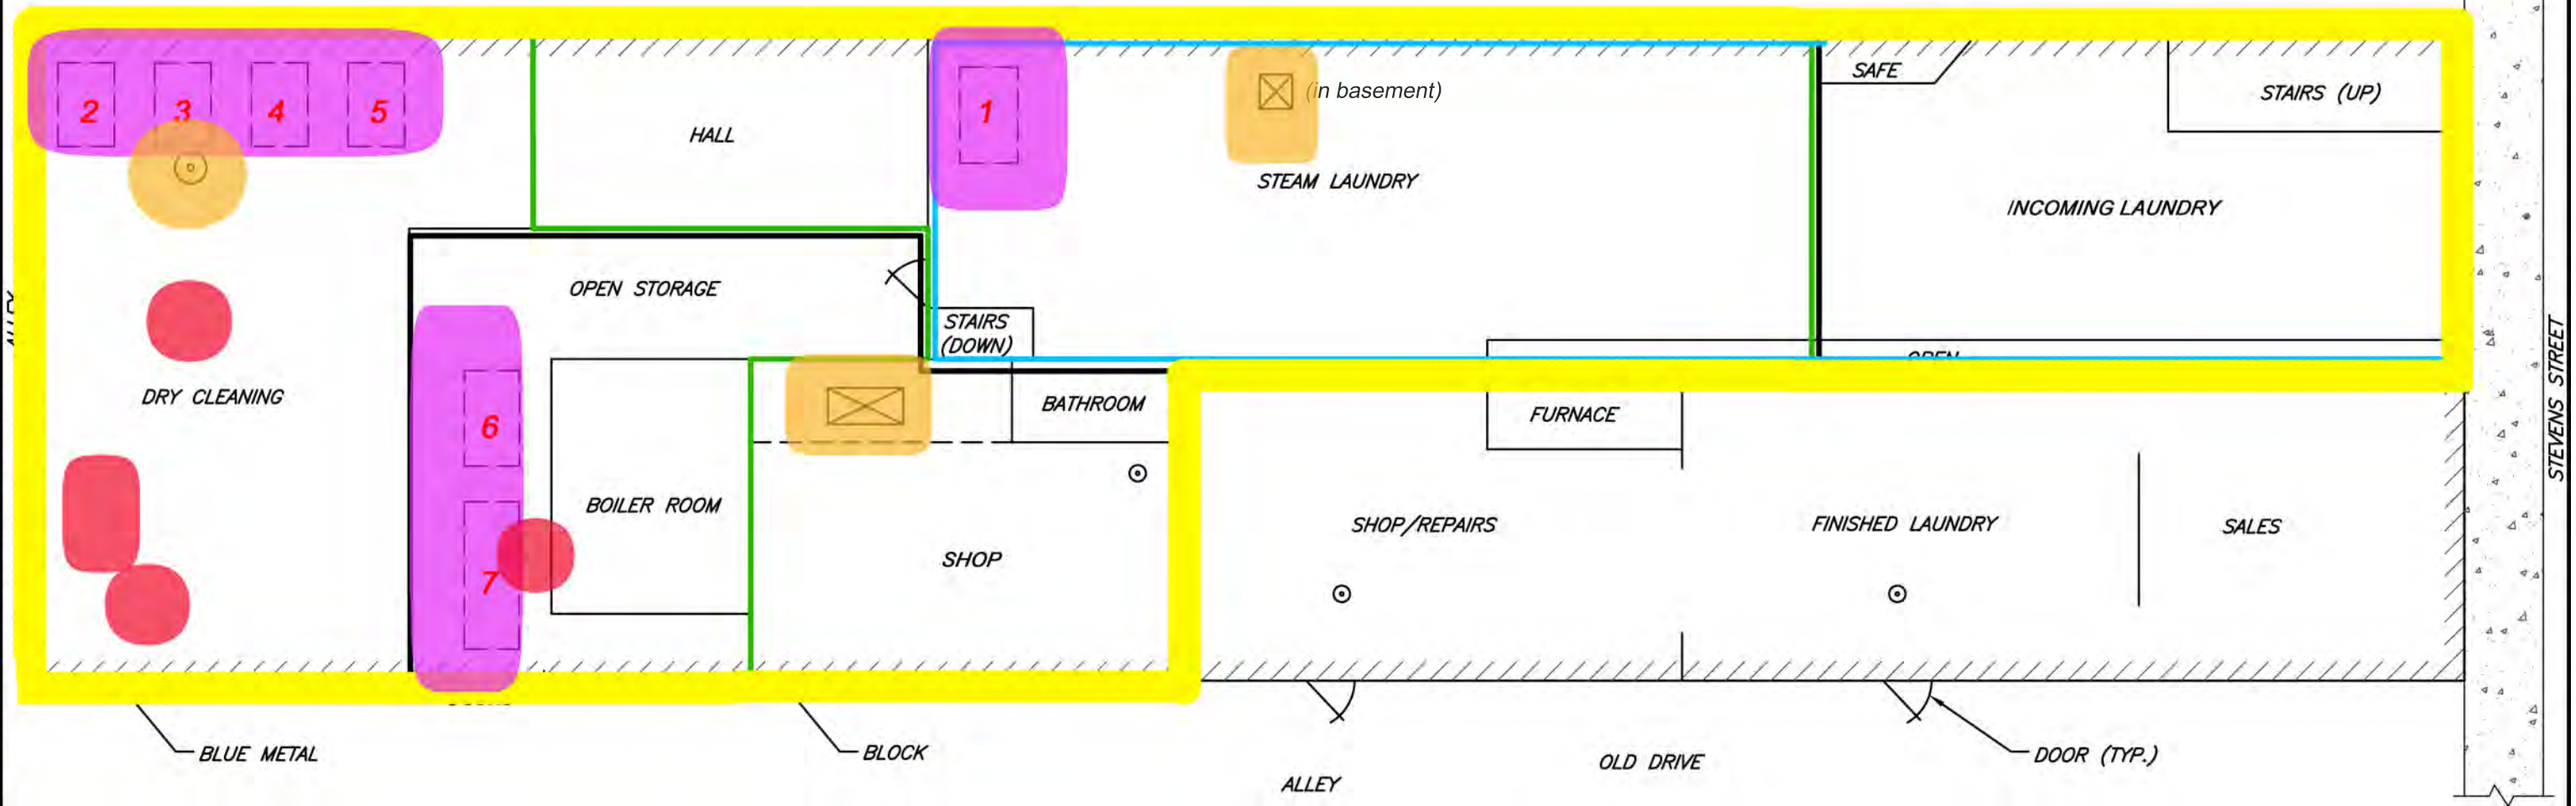 SAFE
STAIRS (UP)
2
3
4
5
1
(in basement)
HALL
STEAM LAUNDRY
INCOMING LAUNDRY
OPEN STORAGE
STAIRS
(DOWN)
OPEN
ALLEY
DRY CLEANING
BATHROOM
FURNACE
STEVENS STREET
6
BOILER ROOM
SHOP/REPAIRS
FINISHED LAUNDRY
SALES
SHOP
7
BLUE METAL
BLOCK
DOOR (TYP.)
OLD DRIVE
ALLEY